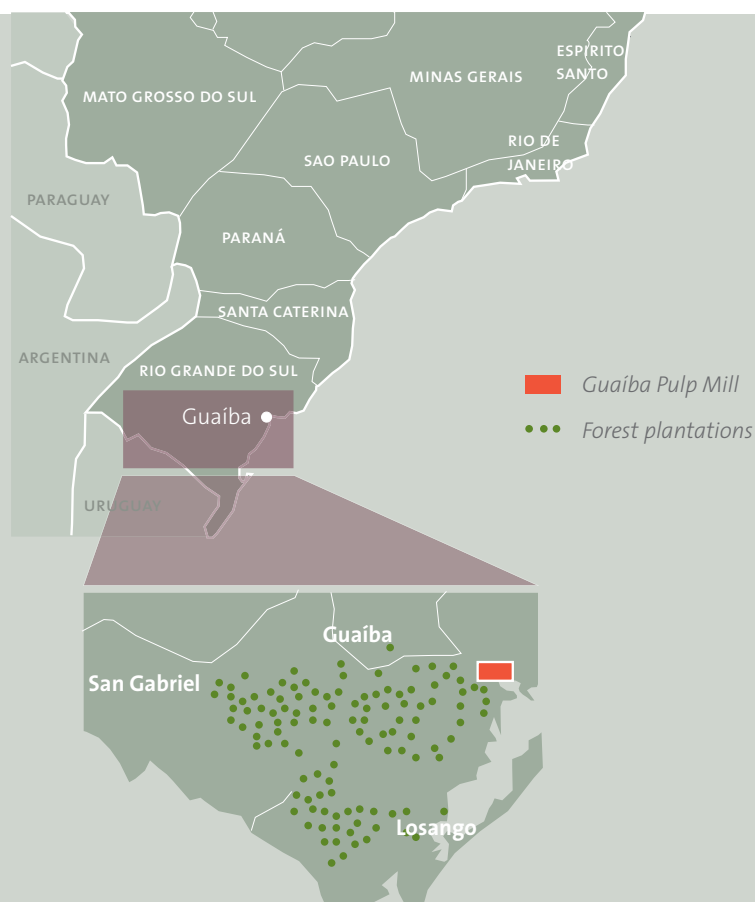 ESPIRITO
SANTO
MINAS GERAIS
MATO GROSSO DO SUL
RIO DE
JANEIRO
SAO PAULO
PARAGUAY
PARANÁ
SANTA CATERINA
ARGENTINA
RIO GRANDE DO SUL
Guaíba Pulp Mill
Guaíba
Forest plantations
URUGUAY
Guaíba
San Gabriel
Losango